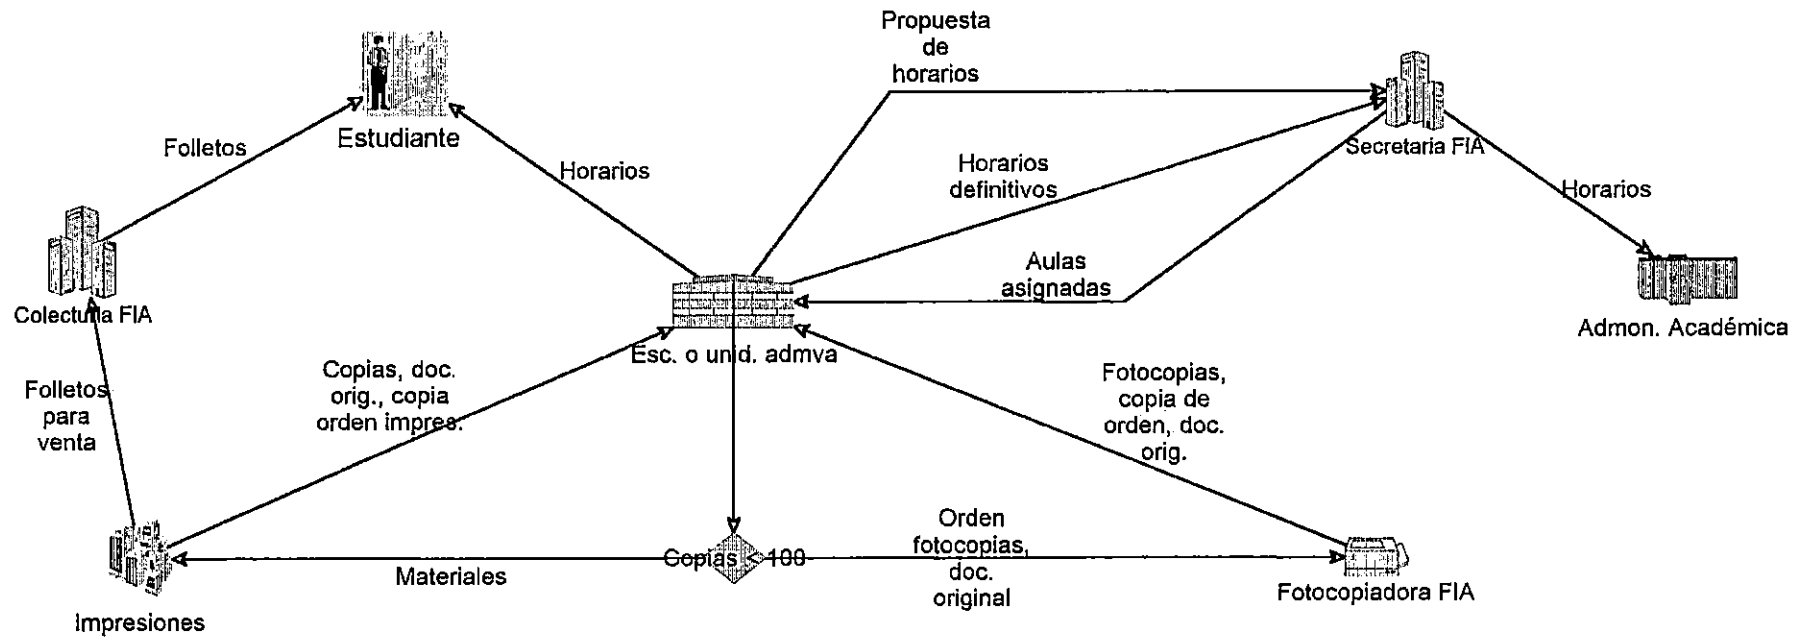 Propuesta
de
horarios
Estudiante
Folletos
Horarios
Secretaria FIA
Horarios
definitivos
Horarios
Aulas
asignadas
Colecturia FIA
Admon. Académica
Esc. o unid. admva
Folletos
para
venta
Copias, doc.
orig., copia
orden impres.
Fotocopias,
copia de
orden, doc.
orig.
Copias < 100
Orden
fotocopias,
doc.
original
Materiales
Fotocopiadora FIA
Impresiones